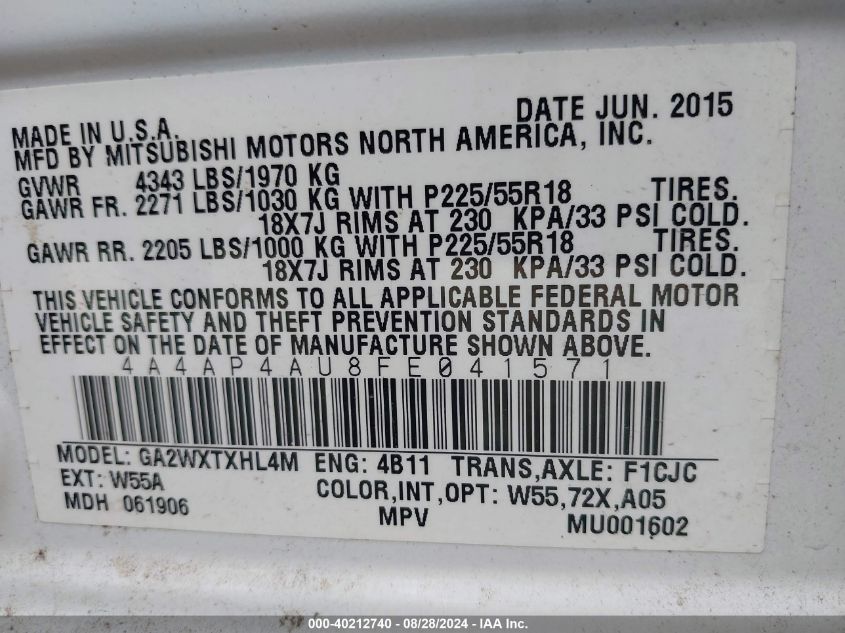 DATE JUN. 2015
MADE IN U.S.A.
MFD BY MITSUBISHI MOTORS NORTH AMERICA, INC.
GVWR 4343 LBS/1970 KG
GAWR FR. 2271 LBS/1030 KG WITH P225/55R18 TIRES.
18X7J RIMS AT 230 KPA/33 PSI COLD.
GAWR RR. 2205 LBS/1000 KG WITH P225/55R18 TIRES.
18X7J RIMS AT 230 KPA/33 PSI COLD.
THIS VEHICLE CONFORMS TO ALL APPLICABLE FEDERAL MOTOR
VEHICLE SAFETY AND THEFT PREVENTION STANDARDS IN
EFFECT ON THE DATE OF MANUFACTURE SHOWN ABOVE.
4A4AP4AU8FE041571
MODEL: GA2WXTXHL4M ENG: 4B11 TRANS,AXLE: F1CJC
EXT: W55A COLOR,INT,OPT: W55,72X,A05
MDH 061906 MPV MU001602
000-40212740 - 08/28/2024 - IAA Inc.